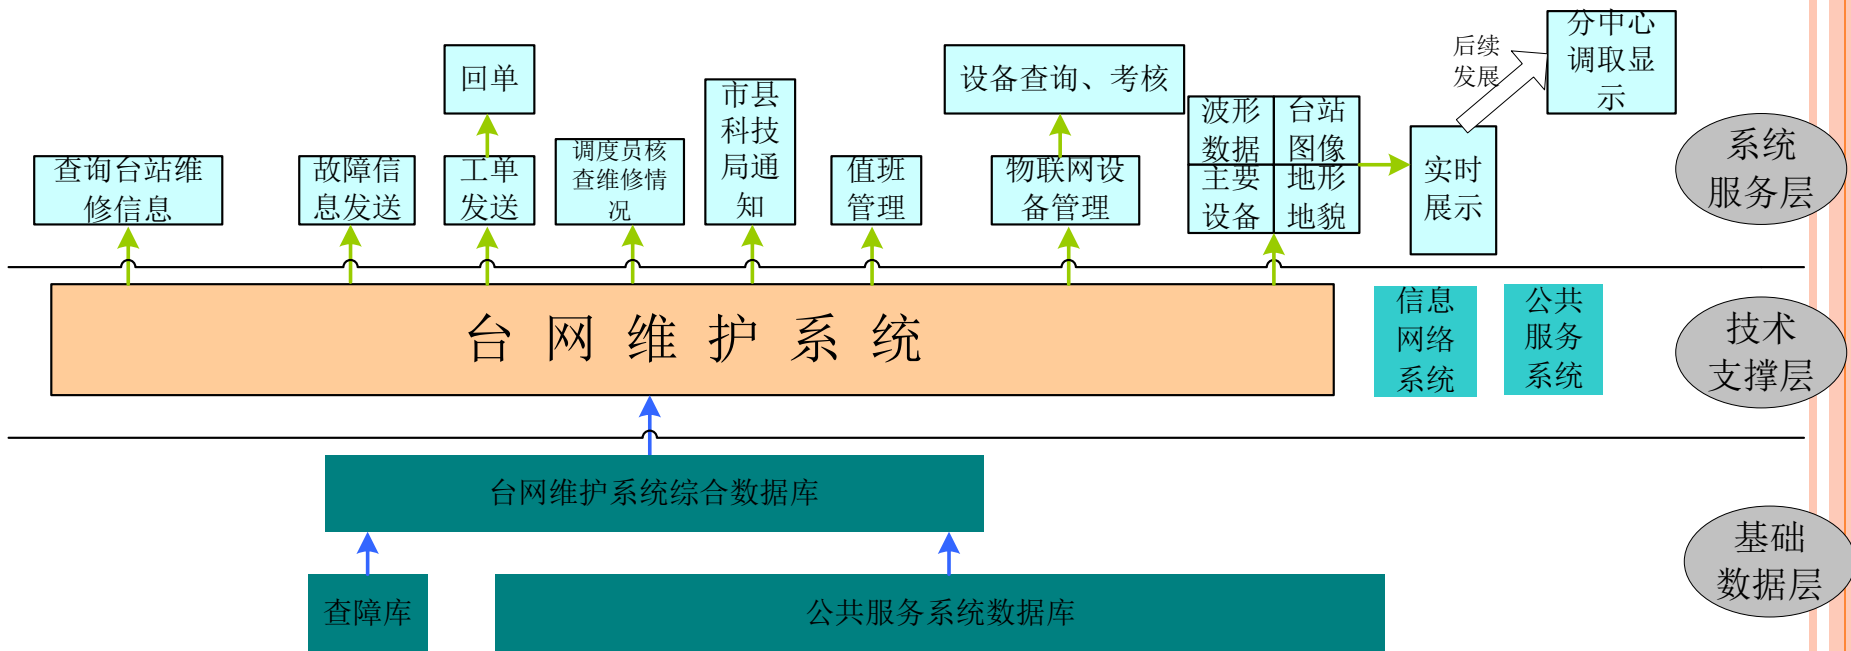 分中心
调取显
示
后续
发展
回单
设备查询、考核
市县
科技
局通
知
波形
数据
台站
图像
主要
设备
地形
地貌
实时
展示
查询台站维
修信息
故障信
息发送
工单
发送
调度员核
查维修情
况
值班
管理
物联网设
备管理
系统
服务层
台网维护系统
信息
网络
系统
公共
服务
系统
技术
支撑层
台网维护系统综合数据库
查障库
公共服务系统数据库
基础
数据层